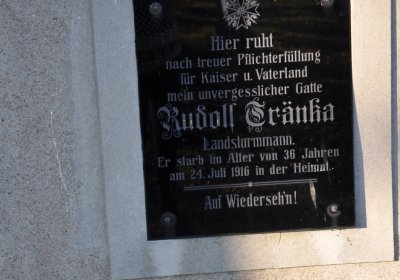 Hier ruht
nach treuer Pflichterfüllung
für Kaiser u. Vaterland
mein unvergesslicher Gatte
Rudolf Tränka
Landsturmmann.
Er starb im Alter von 36 Jahren
am 24. Juli 1916 in der Heimat.
Auf Wiederseh'n!